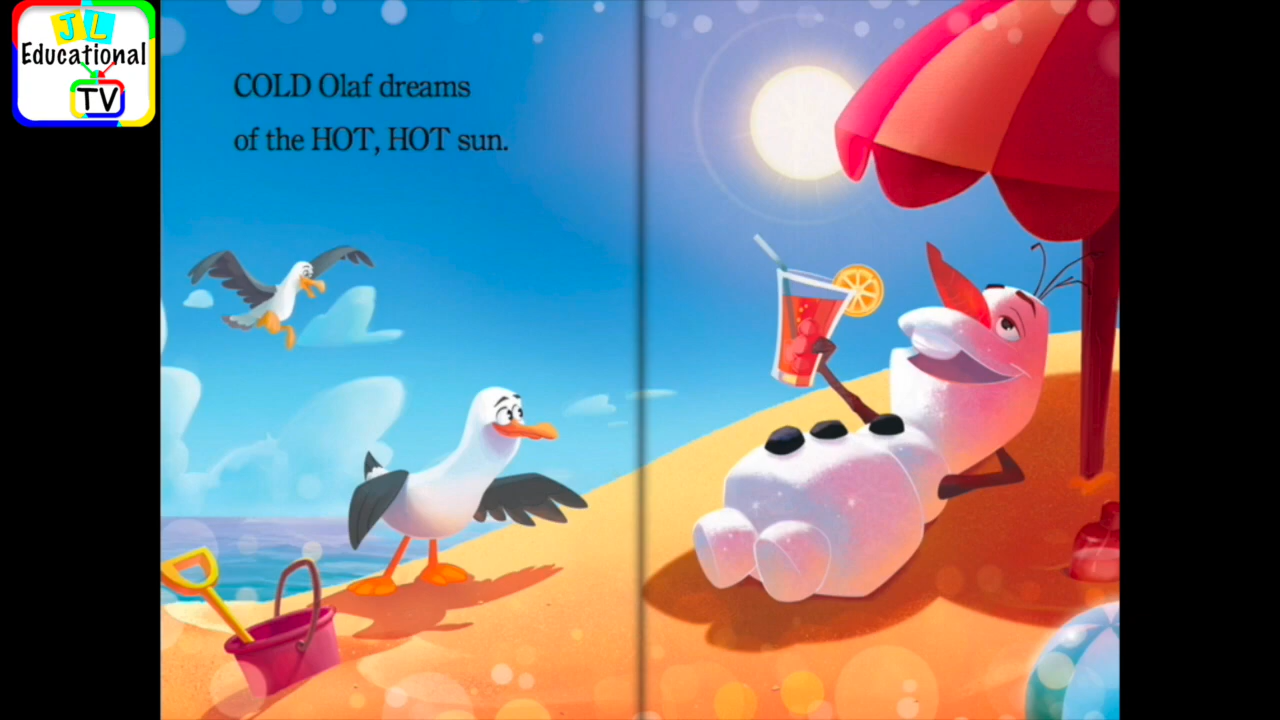 JL
Educational
TV
COLD Olaf dreams
of the HOT, HOT sun.